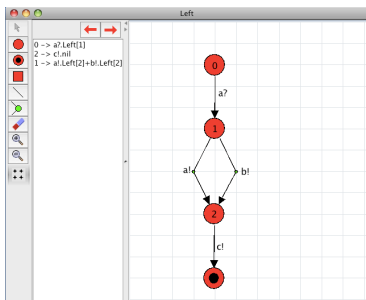 Left
0 -> a?.Left[1]
2 -> c!.nil
1 -> a!.Left[2]+b!.Left[2]
0
a?
1
a!
b!
2
c!